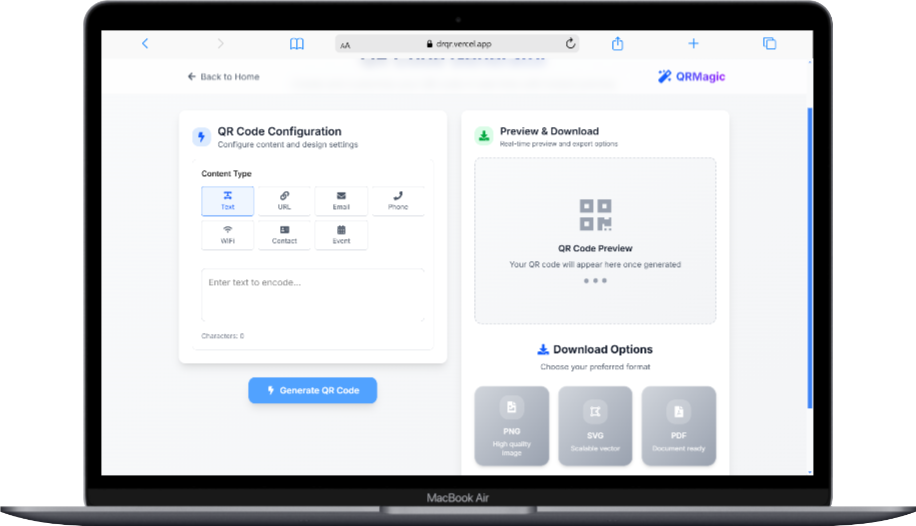 AA
drqr.vercel.app
Back to Home
QRMagic
QR Code Configuration
Configure content and design settings
Content Type
Text
URL
Email
Phone
WiFi
Contact
Event
Enter text to encode...
Characters: 0
Generate QR Code
Preview & Download
Real-time preview and export options
QR Code Preview
Your QR code will appear here once generated
Download Options
Choose your preferred format
PNG
High quality
image
SVG
Scalable vector
PDF
Document ready
MacBook Air